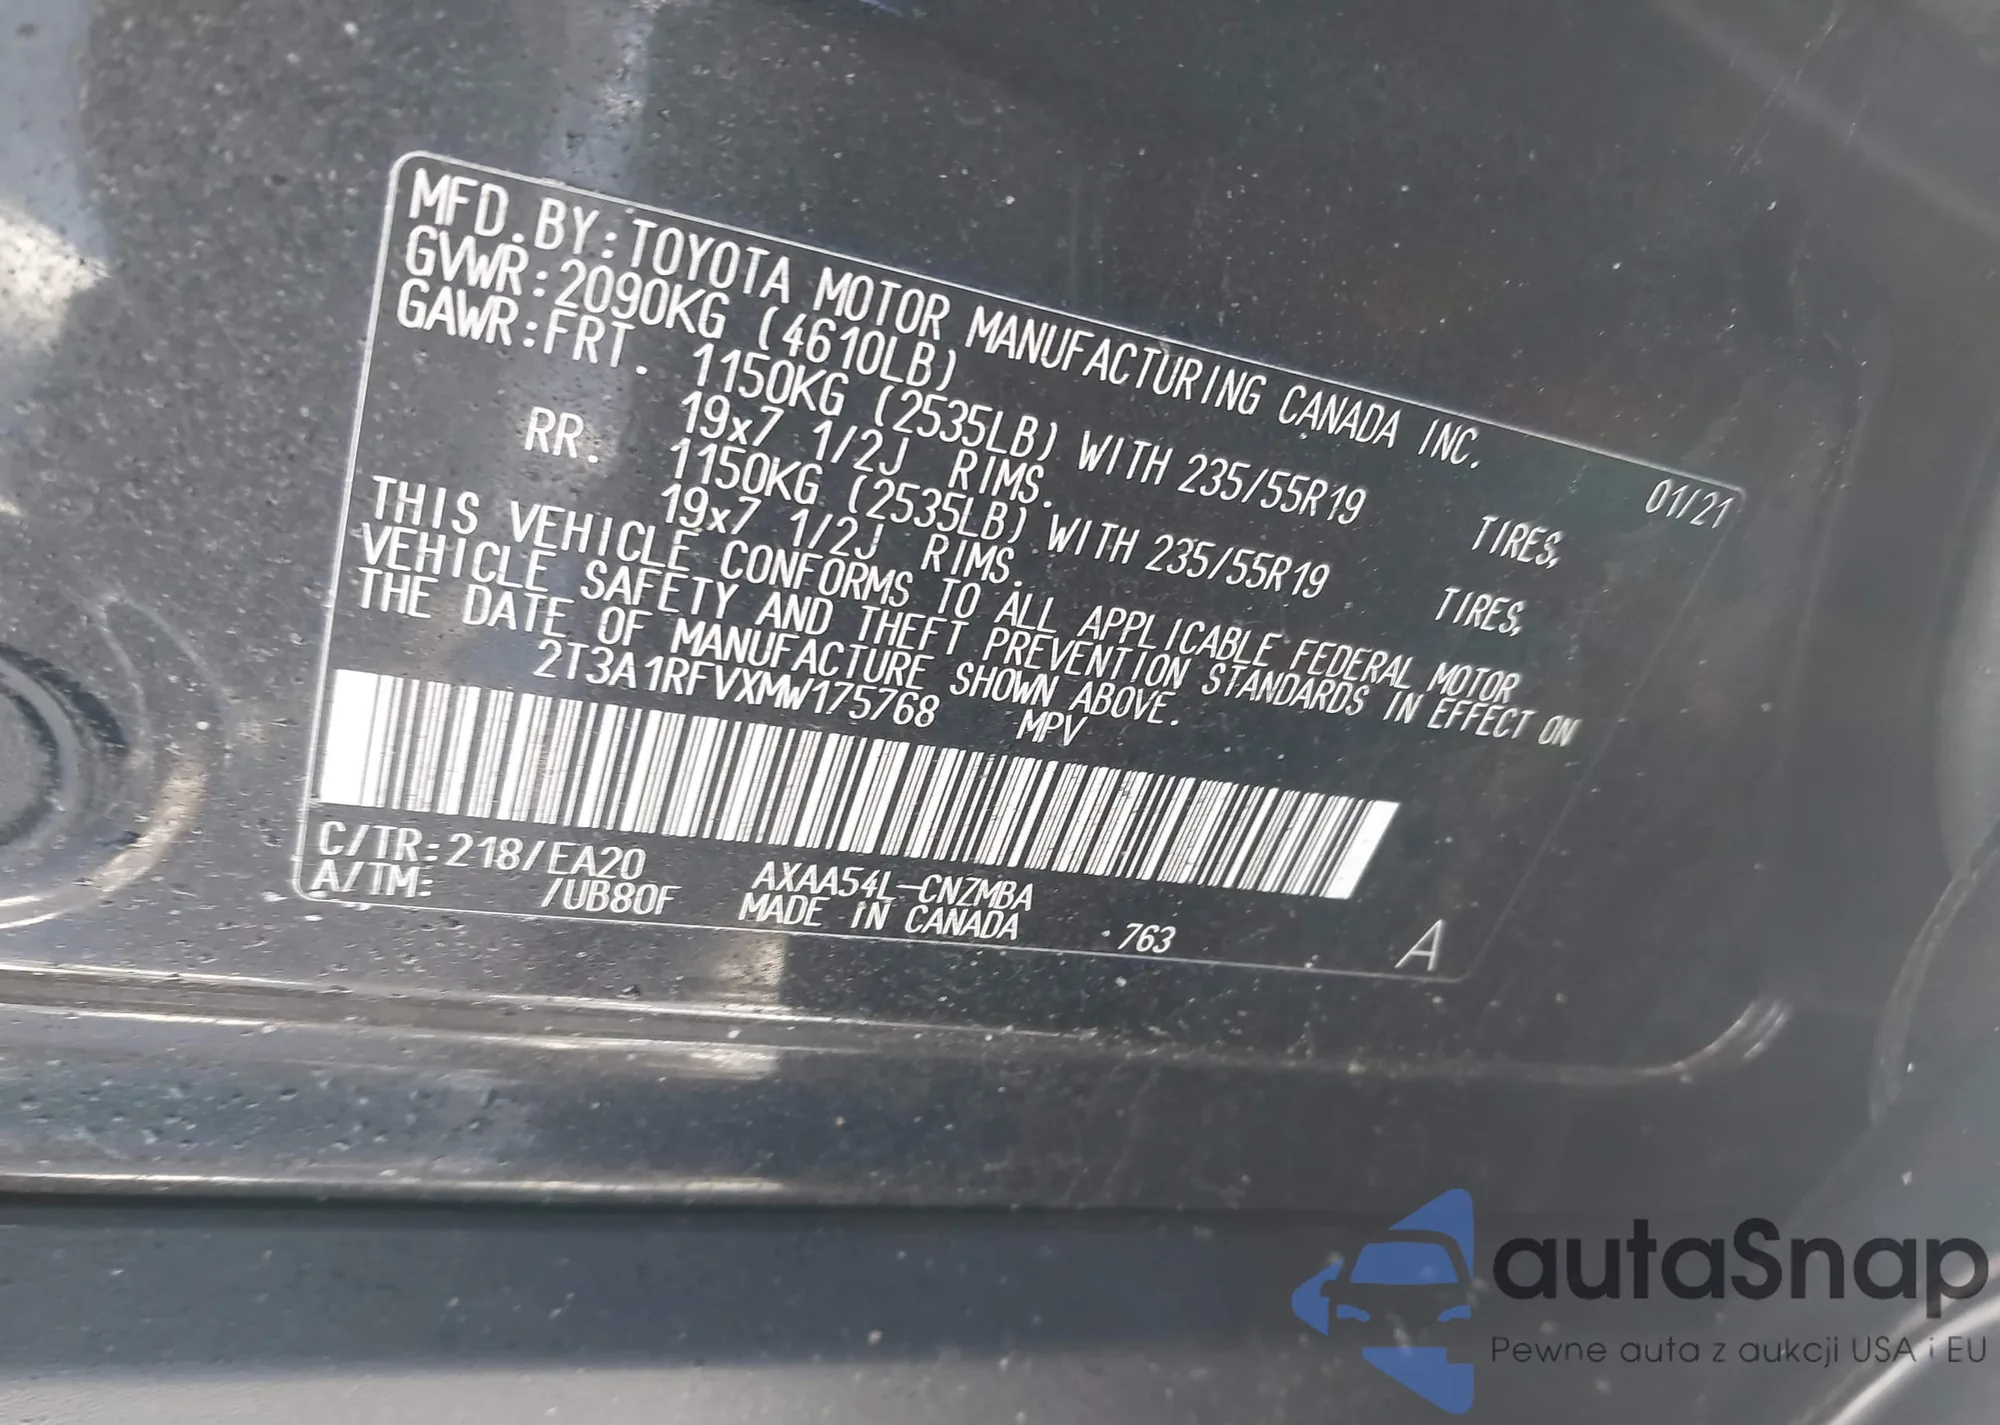 MFD.BY:TOYOTA MOTOR MANUFACTURING CANADA INC. 01/21
GVWR:2090KG (4610LB)
GAWR:FRT. 1150KG (2535LB) WITH 235/55R19 TIRES,
19x7 1/2J RIMS.
RR. 1150KG (2535LB) WITH 235/55R19 TIRES,
19x7 1/2J RIMS.
THIS VEHICLE CONFORMS TO ALL APPLICABLE FEDERAL MOTOR
VEHICLE SAFETY AND THEFT PREVENTION STANDARDS IN EFFECT ON
THE DATE OF MANUFACTURE SHOWN ABOVE.
2T3A1RFVXMW175768 MPV
C/TR:218/EA20 AXAA54L-CNZMBA
A/TM: /UB80F MADE IN CANADA ·763 A
autaSnap
Pewne auta z aukcji USA i EU